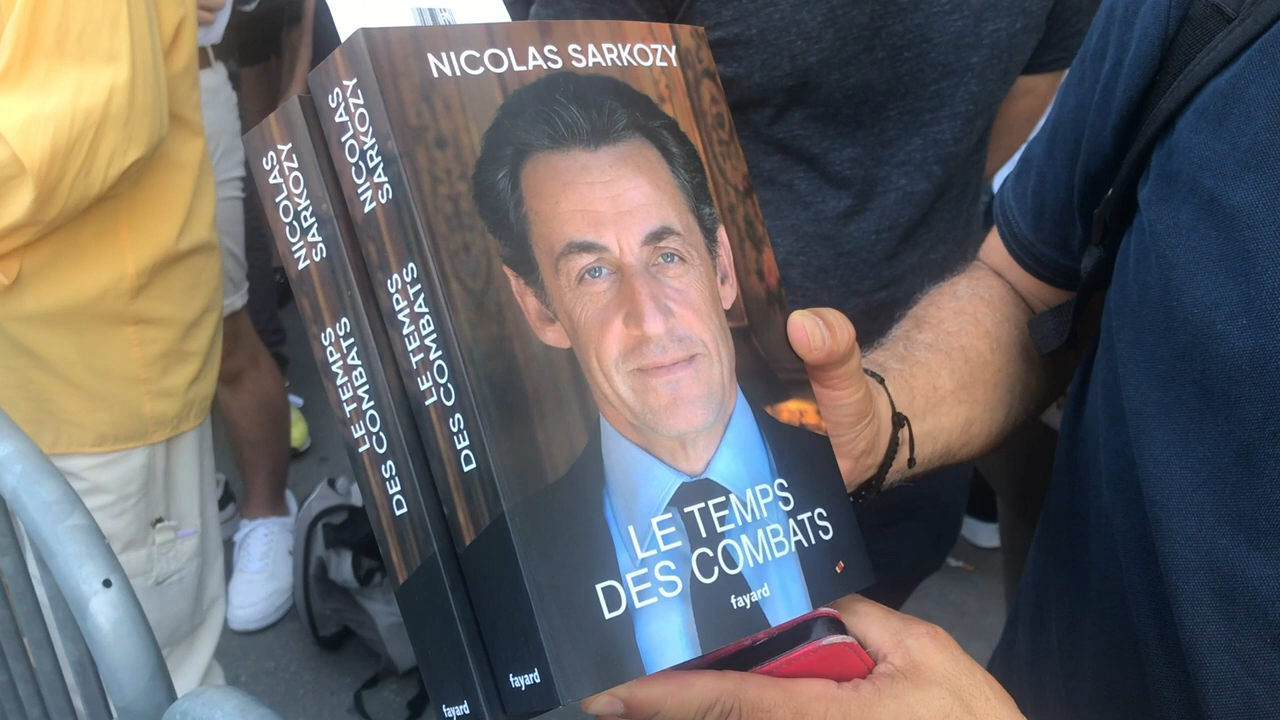 NICOLAS SARKOZY
LE TEMPS
DES COMBATS
fayard
NICOLAS
SARKOZY
LE TEMPS
DES COMBATS
fayard
NICOLAS
SARKOZY
LE TEMPS
DES COMBATS
fayard